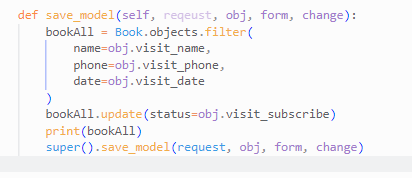 def save_model(self, reqeust, obj, form, change):
    bookAll = Book.objects.filter(
        name=obj.visit_name,
        phone=obj.visit_phone,
        date=obj.visit_date
    )
    bookAll.update(status=obj.visit_subscribe)
    print(bookAll)
    super().save_model(request, obj, form, change)